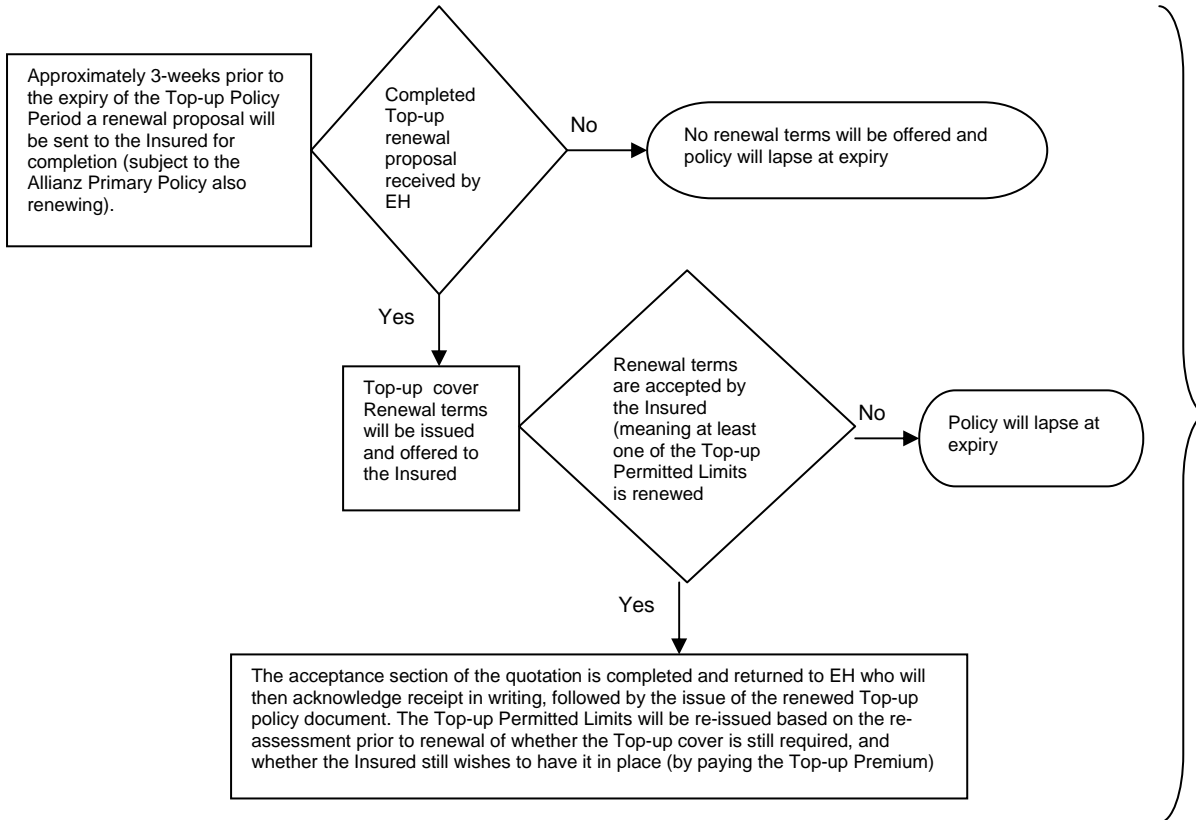 Approximately 3-weeks prior to
the expiry of the Top-up Policy
Period a renewal proposal will
be sent to the Insured for
completion (subject to the
Allianz Primary Policy also
renewing).
Completed
Top-up
renewal
proposal
received by
EH
No
No renewal terms will be offered and
policy will lapse at expiry
Yes
Top-up cover
Renewal terms
will be issued
and offered to
the Insured
Renewal terms
are accepted by
the Insured
(meaning at least
one of the Top-up
Permitted Limits
is renewed
No
Policy will lapse at
expiry
Yes
The acceptance section of the quotation is completed and returned to EH who will
then acknowledge receipt in writing, followed by the issue of the renewed Top-up
policy document. The Top-up Permitted Limits will be re-issued based on the re-
assessment prior to renewal of whether the Top-up cover is still required, and
whether the Insured still wishes to have it in place (by paying the Top-up Premium)